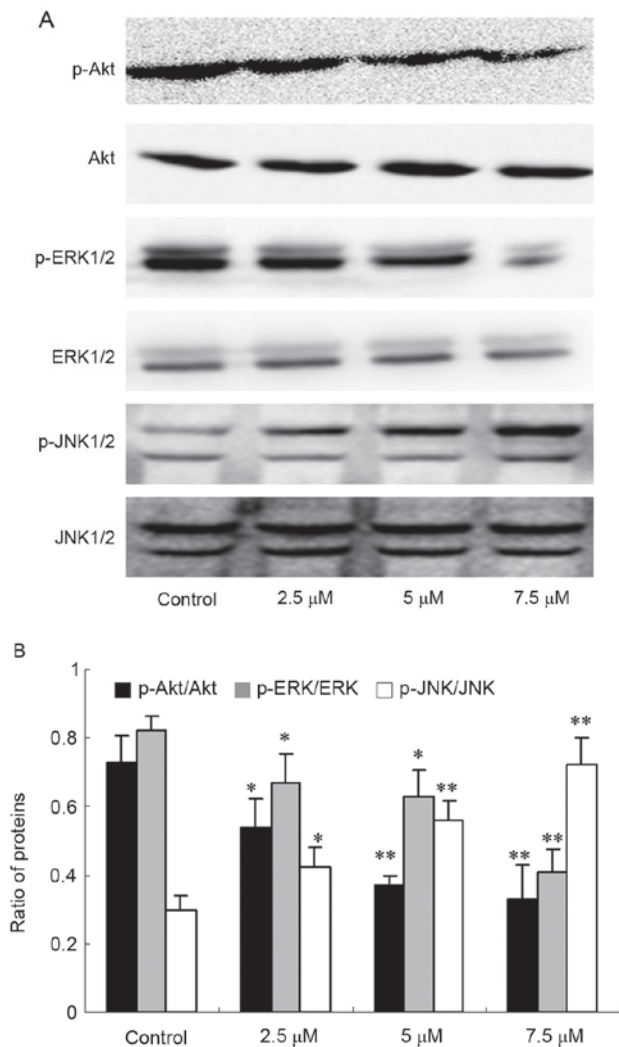 A
p-Akt
Akt
p-ERK1/2
ERK1/2
p-JNK1/2
JNK1/2
Control 2.5 μM 5 μM 7.5 μM
B
1
p-Akt/Akt p-ERK/ERK p-JNK/JNK
0.8
0.6
0.4
0.2
0
Ratio of proteins
* * *
** * **
** ** **
Control 2.5 μM 5 μM 7.5 μM